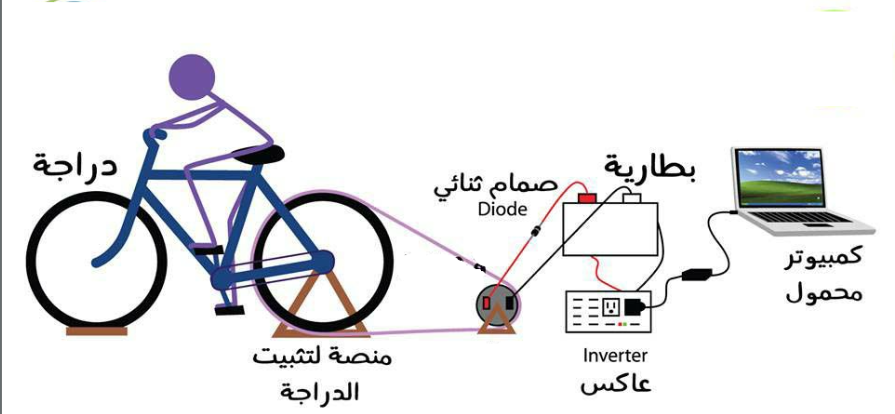 دراجة
صمام ثنائي
Diode
بطارية
كمبيوتر
محمول
Inverter
عاكس
منصة لتثبيت
الدراجة